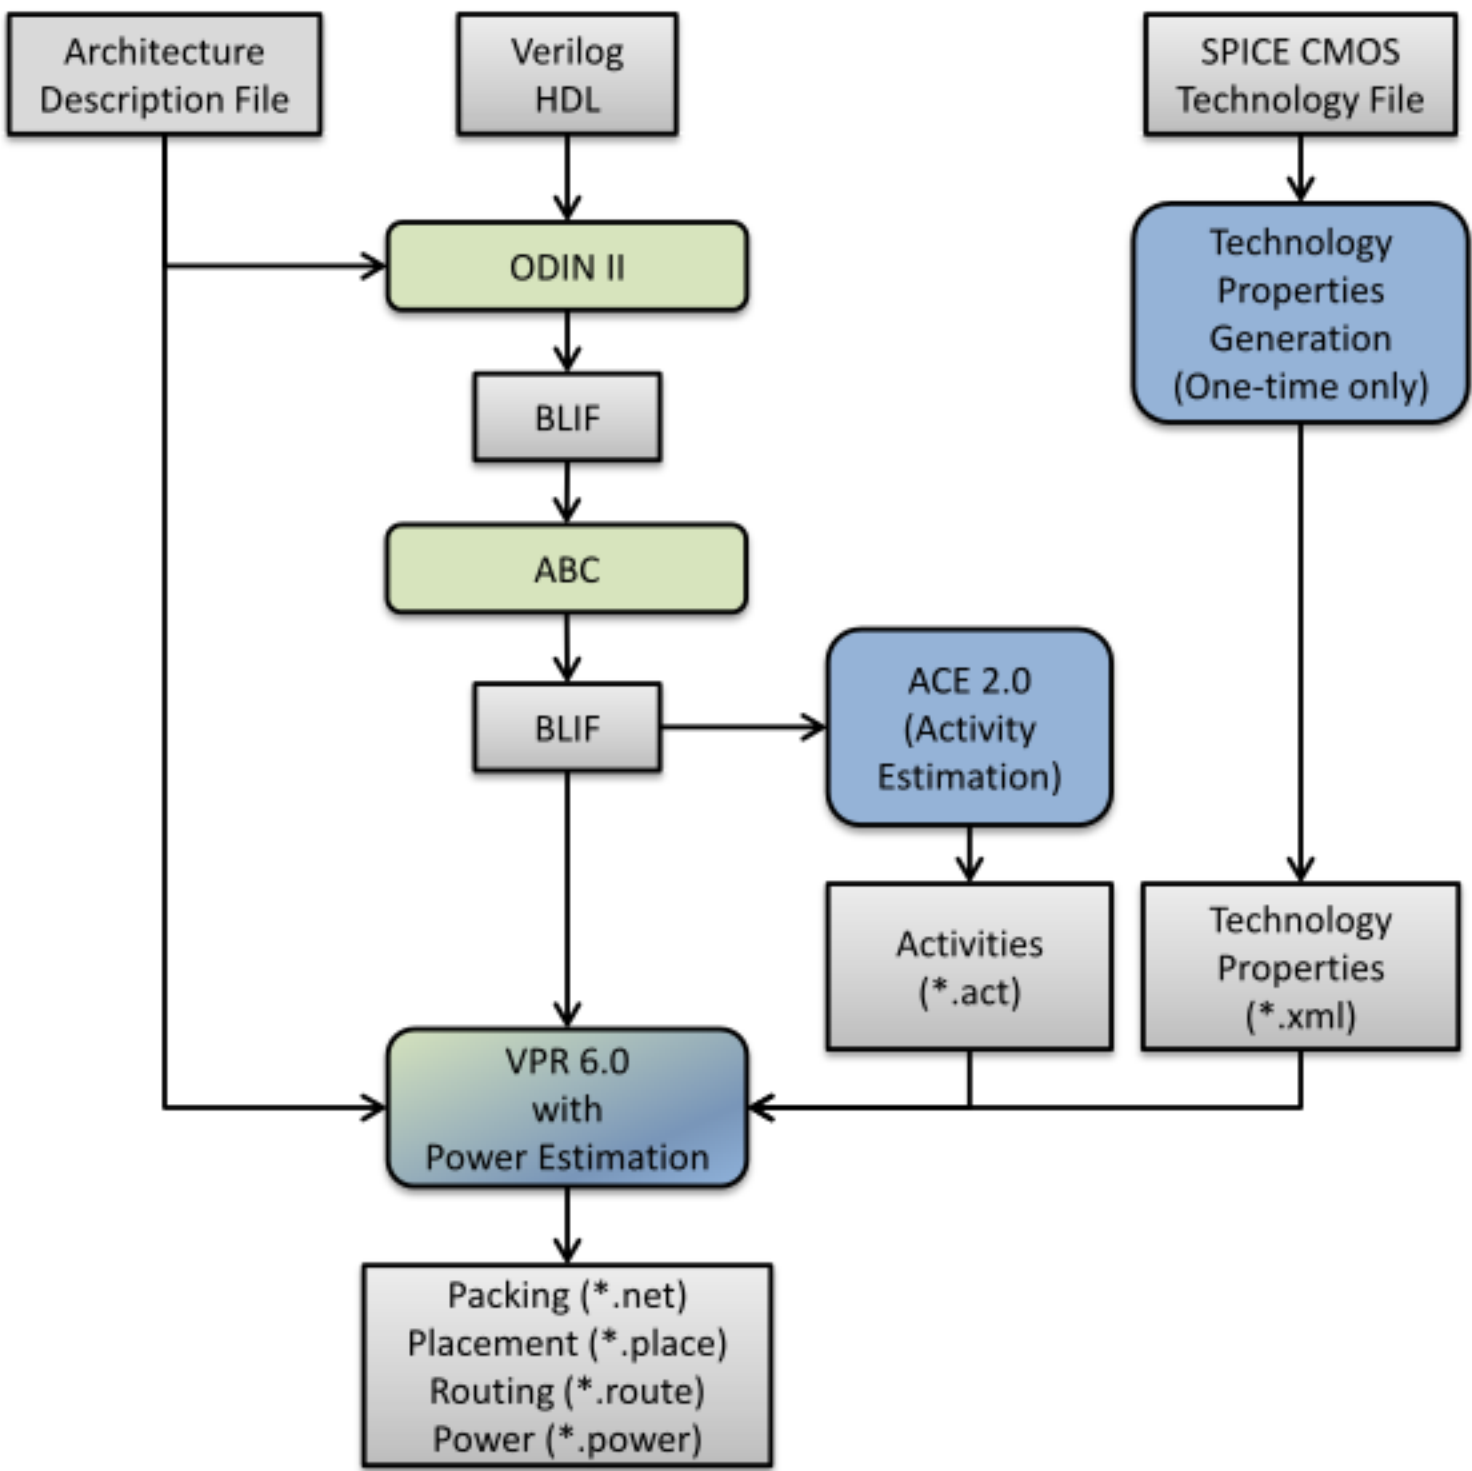 Architecture
Description File
Verilog
HDL
SPICE CMOS
Technology File
ODIN II
Technology
Properties
Generation
(One-time only)
BLIF
ABC
BLIF
ACE 2.0
(Activity
Estimation)
Activities
(*.act)
Technology
Properties
(*.xml)
VPR 6.0
with
Power Estimation
Packing (*.net)
Placement (*.place)
Routing (*.route)
Power (*.power)